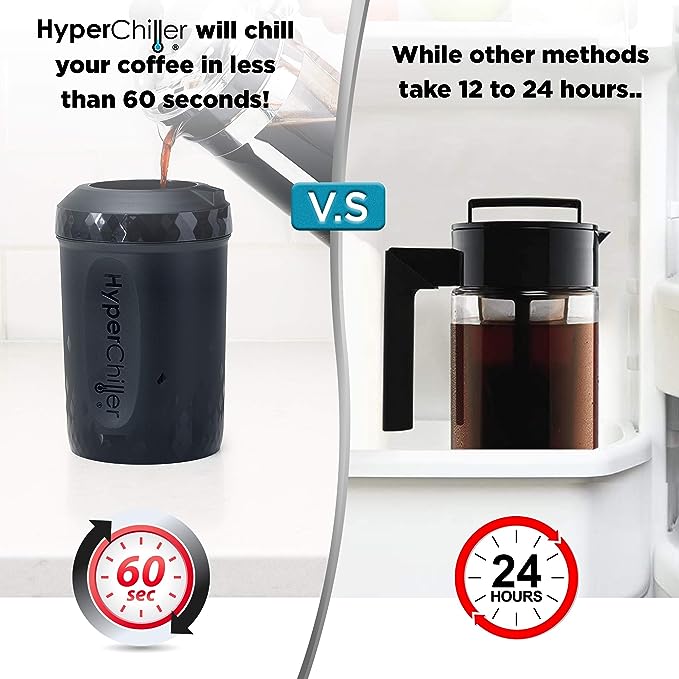 HyperChiller® will chill
your coffee in less
than 60 seconds!
While other methods
take 12 to 24 hours..
V.S
HyperChiller®
60
sec
24
HOURS